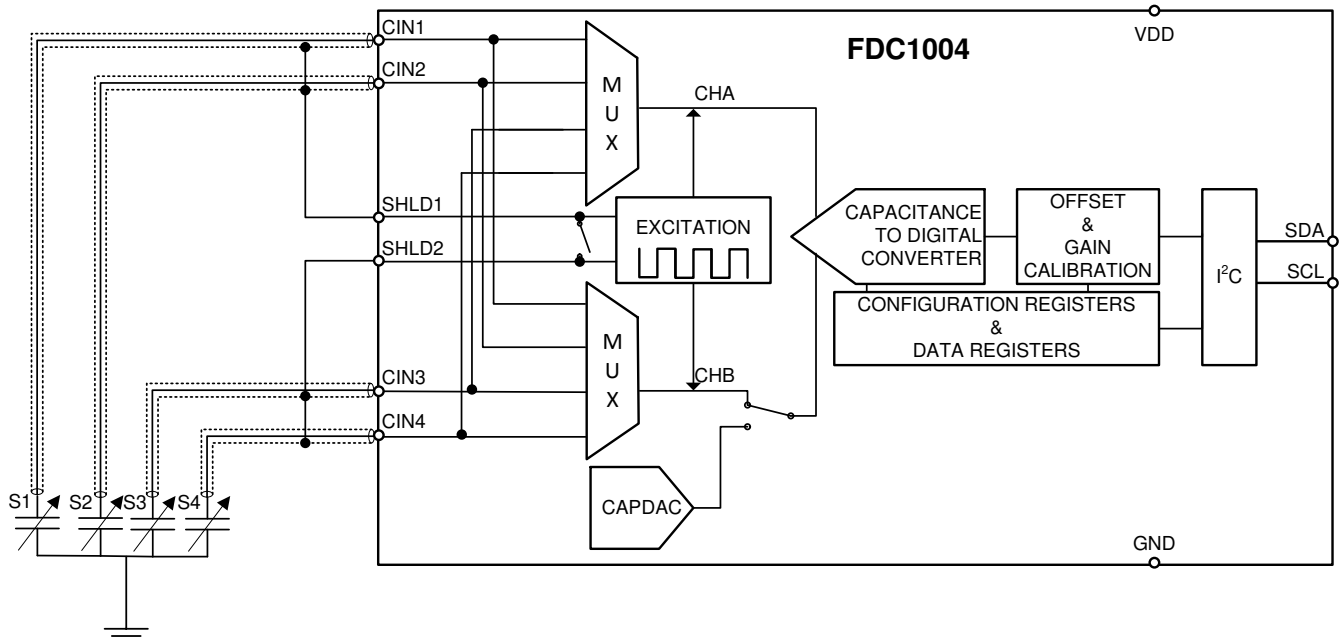 CIN1
FDC1004
VDD
CIN2
M
U
X
CHA
SHLD1
EXCITATION
CAPACITANCE
TO DIGITAL
CONVERTER
OFFSET
&
GAIN
CALIBRATION
I²C
SDA
SCL
SHLD2
CONFIGURATION REGISTERS
&
DATA REGISTERS
M
U
X
CHB
CIN3
CIN4
S1
S2
S3
S4
CAPDAC
GND